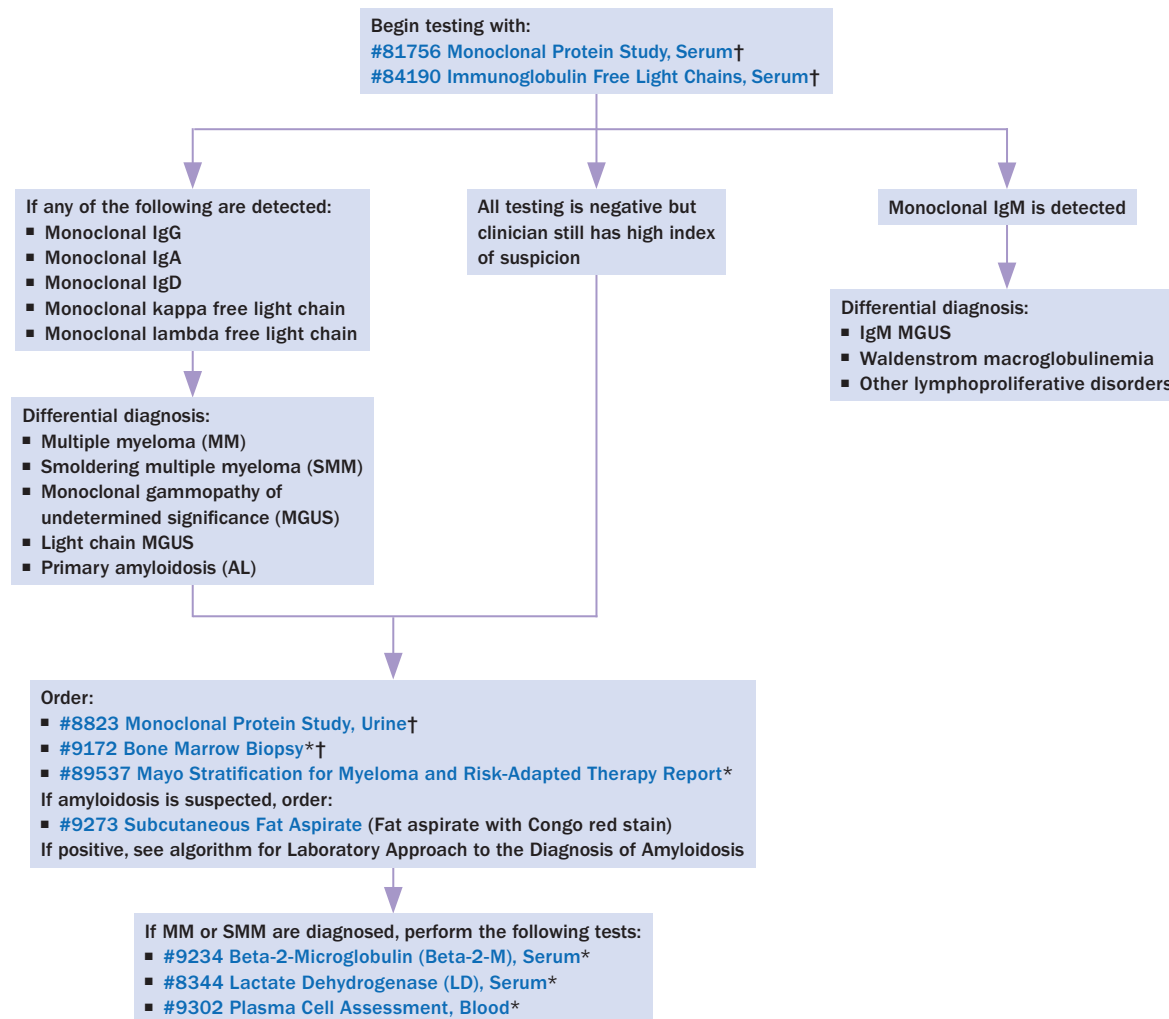 Begin testing with:
#81756 Monoclonal Protein Study, Serum†
#84190 Immunoglobulin Free Light Chains, Serum†
If any of the following are detected:
▪ Monoclonal IgG
▪ Monoclonal IgA
▪ Monoclonal IgD
▪ Monoclonal kappa free light chain
▪ Monoclonal lambda free light chain
All testing is negative but
clinician still has high index
of suspicion
Monoclonal IgM is detected
Differential diagnosis:
▪ IgM MGUS
▪ Waldenstrom macroglobulinemia
▪ Other lymphoproliferative disorders
Differential diagnosis:
▪ Multiple myeloma (MM)
▪ Smoldering multiple myeloma (SMM)
▪ Monoclonal gammopathy of
undetermined significance (MGUS)
▪ Light chain MGUS
▪ Primary amyloidosis (AL)
Order:
▪ #8823 Monoclonal Protein Study, Urine†
▪ #9172 Bone Marrow Biopsy*†
▪ #89537 Mayo Stratification for Myeloma and Risk-Adapted Therapy Report*
If amyloidosis is suspected, order:
▪ #9273 Subcutaneous Fat Aspirate (Fat aspirate with Congo red stain)
If positive, see algorithm for Laboratory Approach to the Diagnosis of Amyloidosis
If MM or SMM are diagnosed, perform the following tests:
▪ #9234 Beta-2-Microglobulin (Beta-2-M), Serum*
▪ #8344 Lactate Dehydrogenase (LD), Serum*
▪ #9302 Plasma Cell Assessment, Blood*